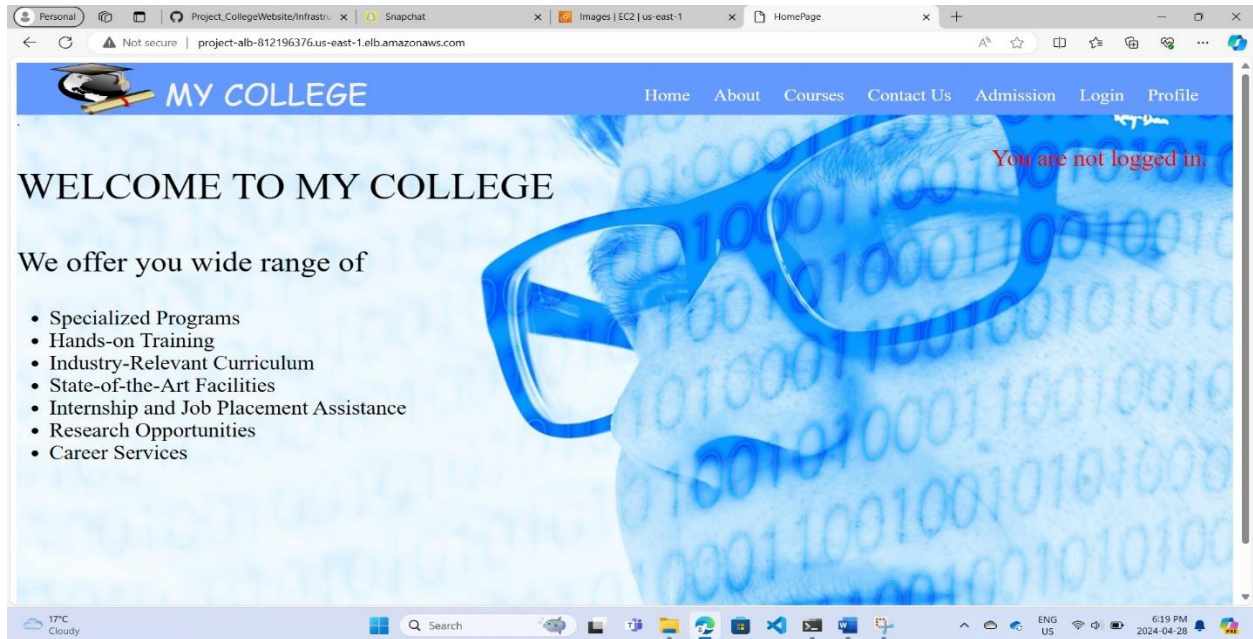 Personal
Project_CollegeWebsite/Infrastru
Snapchat
Images | EC2 | us-east-1
HomePage
Not secure | project-alb-812196376.us-east-1.elb.amazonaws.com
MY COLLEGE
Home About Courses Contact Us Admission Login Profile
You are not logged in.
WELCOME TO MY COLLEGE
We offer you wide range of
• Specialized Programs
• Hands-on Training
• Industry-Relevant Curriculum
• State-of-the-Art Facilities
• Internship and Job Placement Assistance
• Research Opportunities
• Career Services
17°C
Cloudy
Search
ENG
US
6:19 PM
2024-04-28